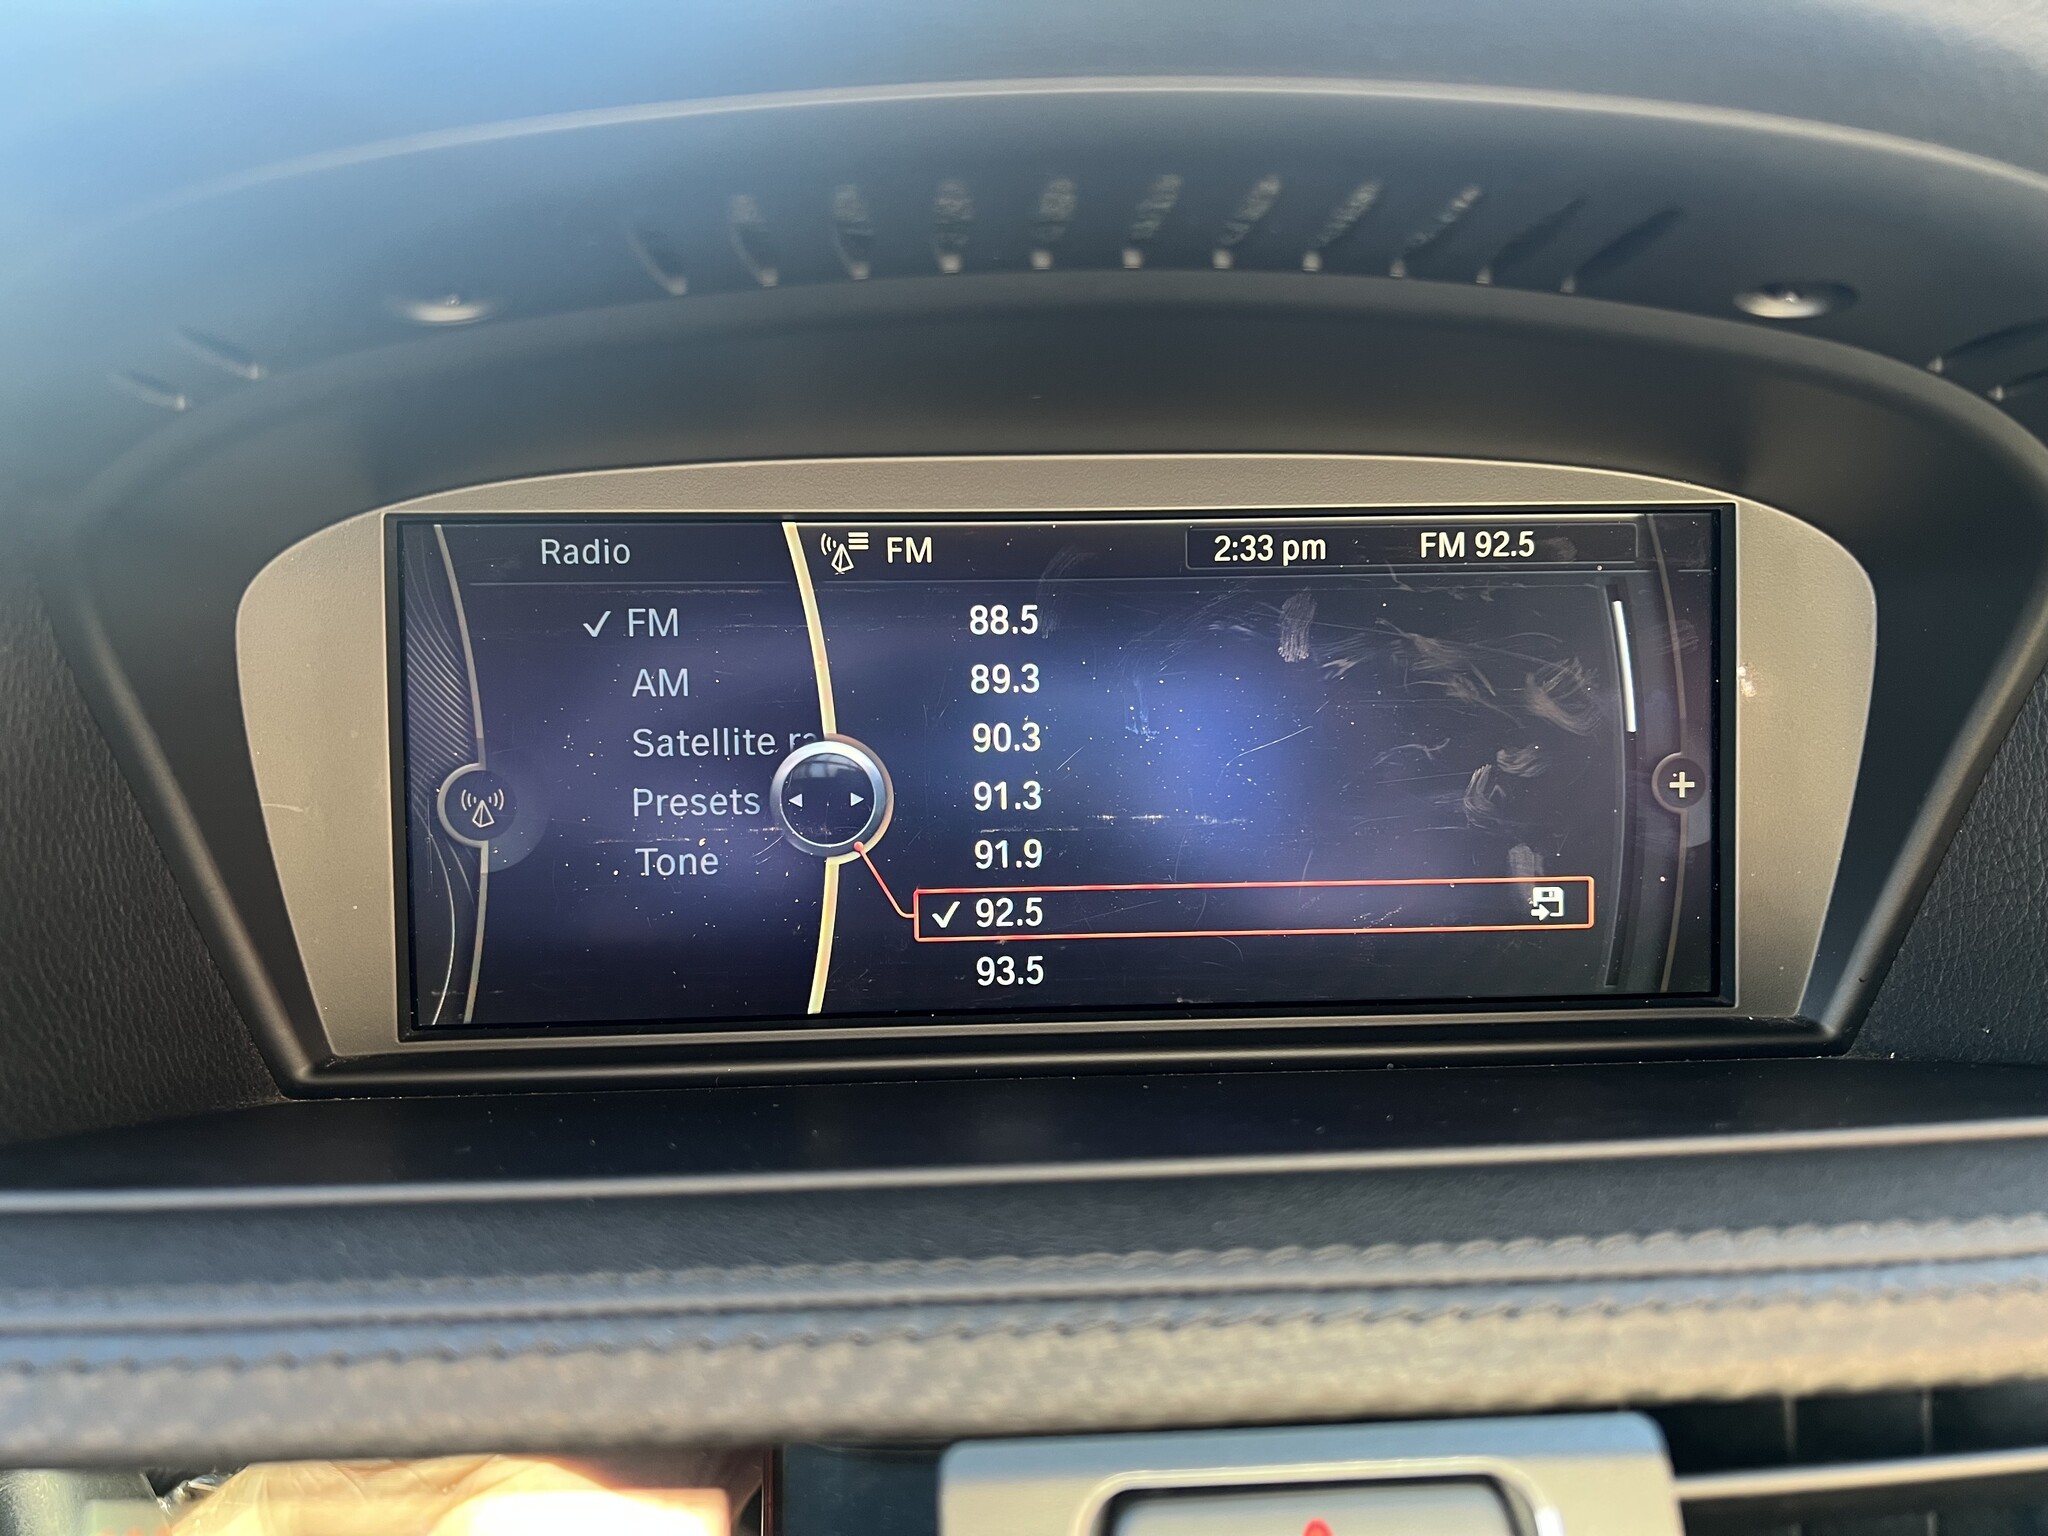 Radio
FM
2:33 pm
FM 92.5
FM
AM
Satellite
Presets
Tone
88.5
89.3
90.3
91.3
91.9
92.5
93.5